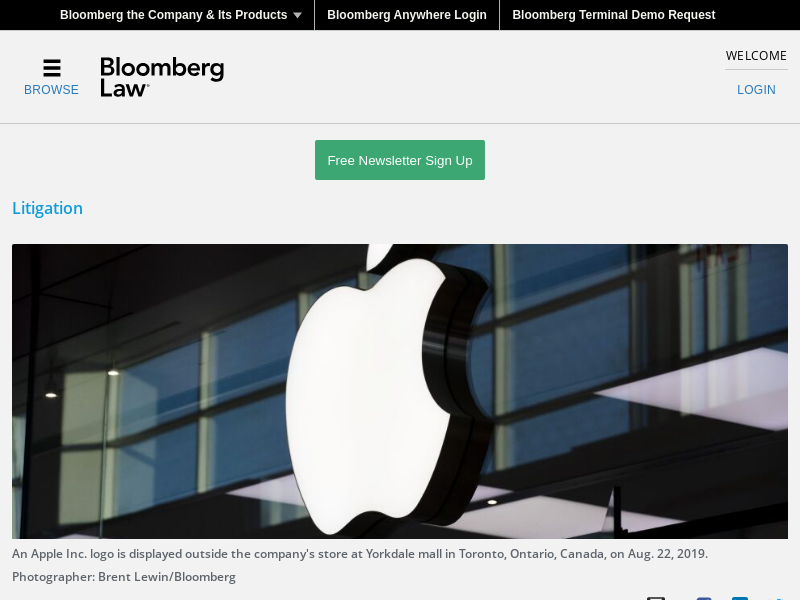 Bloomberg the Company & Its Products
Bloomberg Anywhere Login
Bloomberg Terminal Demo Request
BROWSE
Bloomberg
Law
WELCOME
LOGIN
Free Newsletter Sign Up
Litigation
An Apple Inc. logo is displayed outside the company's store at Yorkdale mall in Toronto, Ontario, Canada, on Aug. 22, 2019.
Photographer: Brent Lewin/Bloomberg